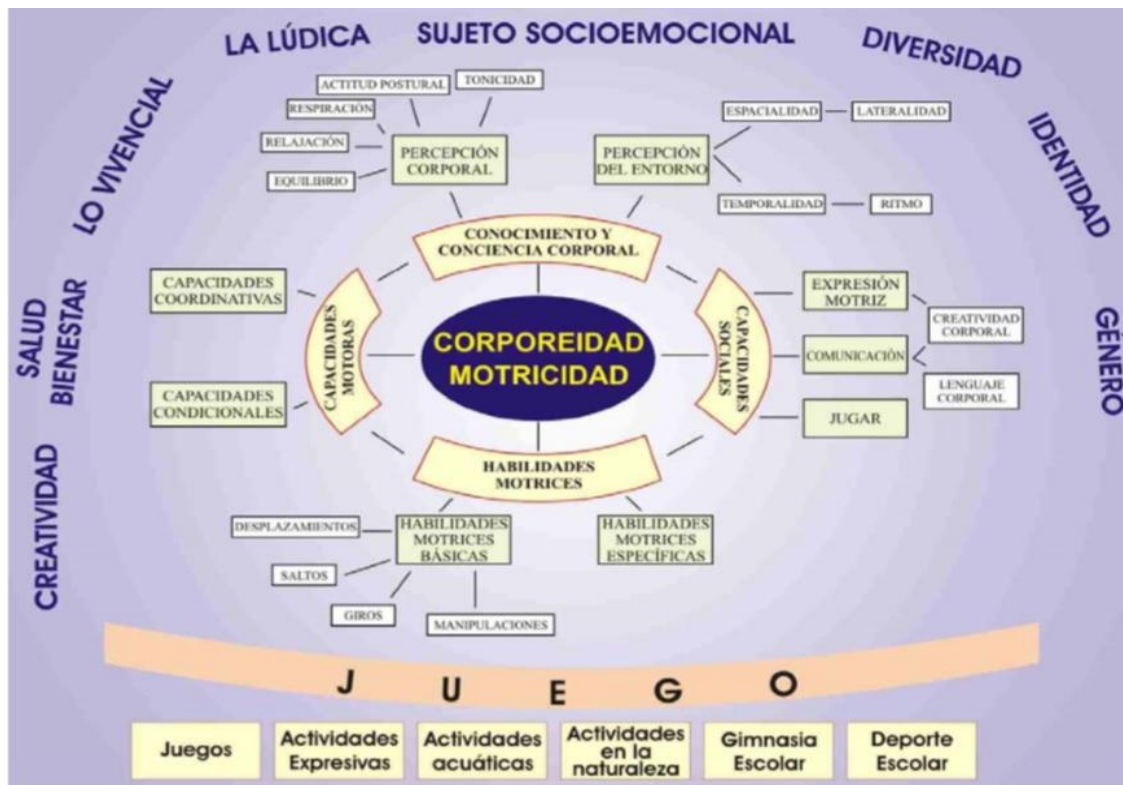 LA LÚDICA
SUJETO SOCIOEMOCIONAL
DIVERSIDAD
IDENTIDAD
GÉNERO
LO VIVENCIAL
SALUD
BIENESTAR
CREATIVIDAD
ACTITUD POSTURAL
TONICIDAD
RESPIRACIÓN
RELAJACIÓN
EQUILIBRIO
PERCEPCIÓN
CORPORAL
PERCEPCIÓN
DEL ENTORNO
ESPACIALIDAD
LATERALIDAD
TEMPORALIDAD
RITMO
CONOCIMIENTO Y
CONCIENCIA CORPORAL
CAPACIDADES
COORDINATIVAS
CAPACIDADES
CONDICIONALES
CAPACIDADES
MOTORAS
CORPOREIDAD
MOTRICIDAD
CAPACIDADES
SOCIALES
EXPRESIÓN
MOTRIZ
COMUNICACIÓN
JUGAR
CREATIVIDAD
CORPORAL
LENGUAJE
CORPORAL
HABILIDADES
MOTRICES
HABILIDADES
MOTRICES
BÁSICAS
HABILIDADES
MOTRICES
ESPECÍFICAS
DESPLAZAMIENTOS
SALTOS
GIROS
MANIPULACIONES
JUEGO
Juegos
Actividades
Expresivas
Actividades
acuáticas
Actividades
en la
naturaleza
Gimnasia
Escolar
Deporte
Escolar